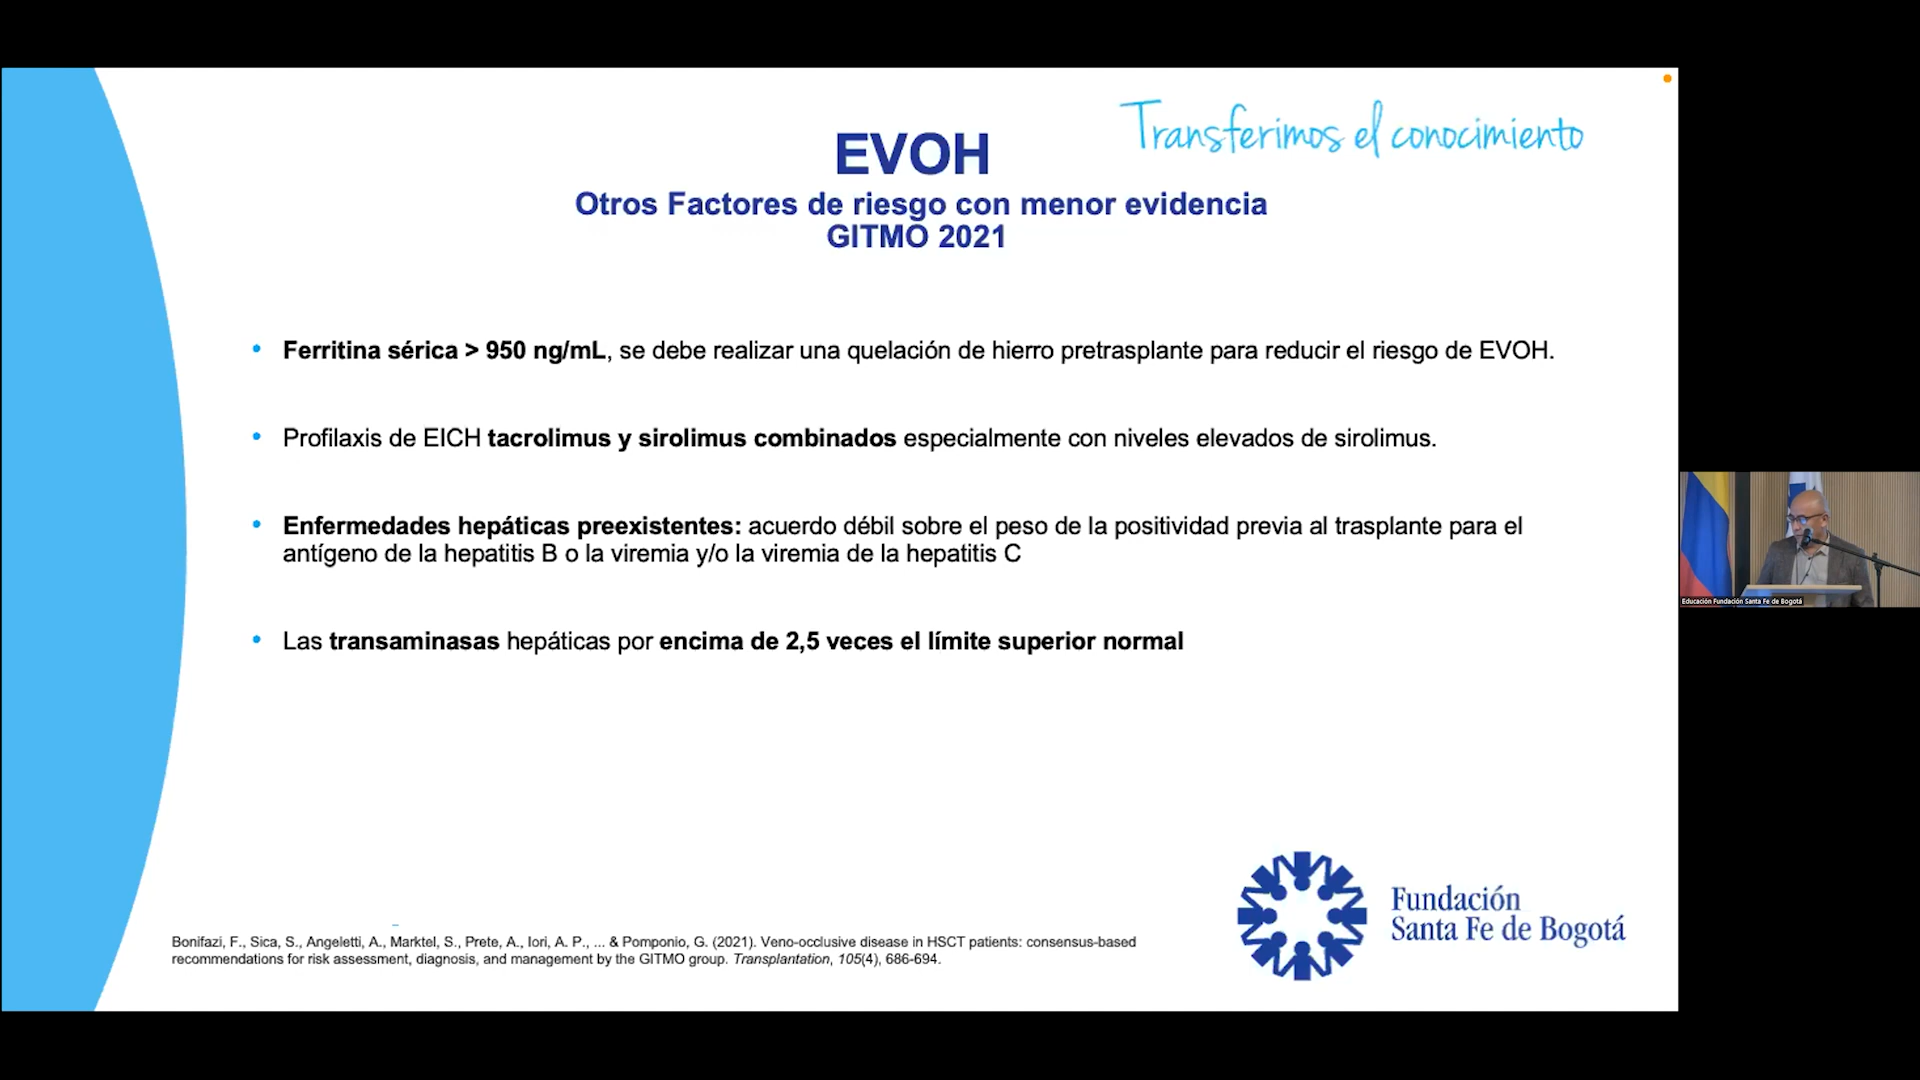 Transferimos el conocimiento
EVOH
Otros Factores de riesgo con menor evidencia
GITMO 2021
• Ferritina sérica > 950 ng/mL, se debe realizar una quelación de hierro pretrasplante para reducir el riesgo de EVOH.
• Profilaxis de EICH tacrolimus y sirolimus combinados especialmente con niveles elevados de sirolimus.
• Enfermedades hepáticas preexistentes: acuerdo débil sobre el peso de la positividad previa al trasplante para el
antígeno de la hepatitis B o la viremia y/o la viremia de la hepatitis C
• Las transaminasas hepáticas por encima de 2,5 veces el límite superior normal
Educación Fundación Santa Fe de Bogotá
Bonifazi, F., Sica, S., Angeletti, A., Marktel, S., Prete, A., Iori, A. P., ... & Pomponio, G. (2021). Veno-occlusive disease in HSCT patients: consensus-based
recommendations for risk assessment, diagnosis, and management by the GITMO group. Transplantation, 105(4), 686-694.
Fundación
Santa Fe de Bogotá